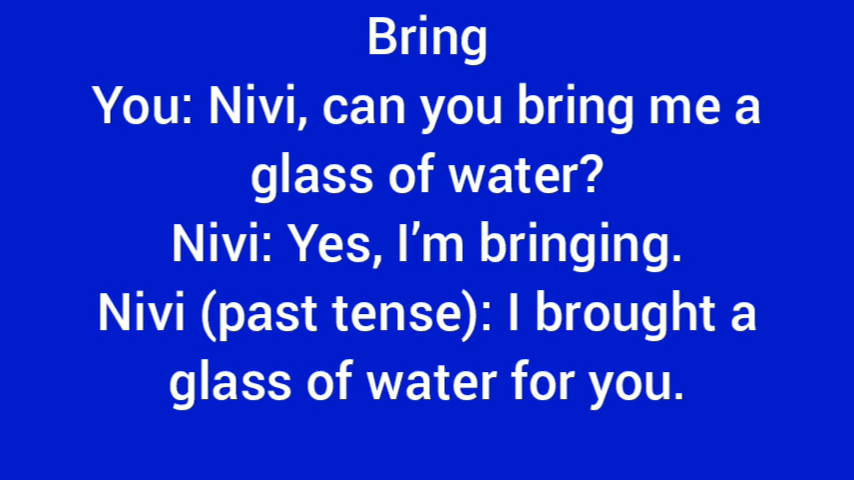 Bring
You: Nivi, can you bring me a
glass of water?
Nivi: Yes, I’m bringing.
Nivi (past tense): I brought a
glass of water for you.